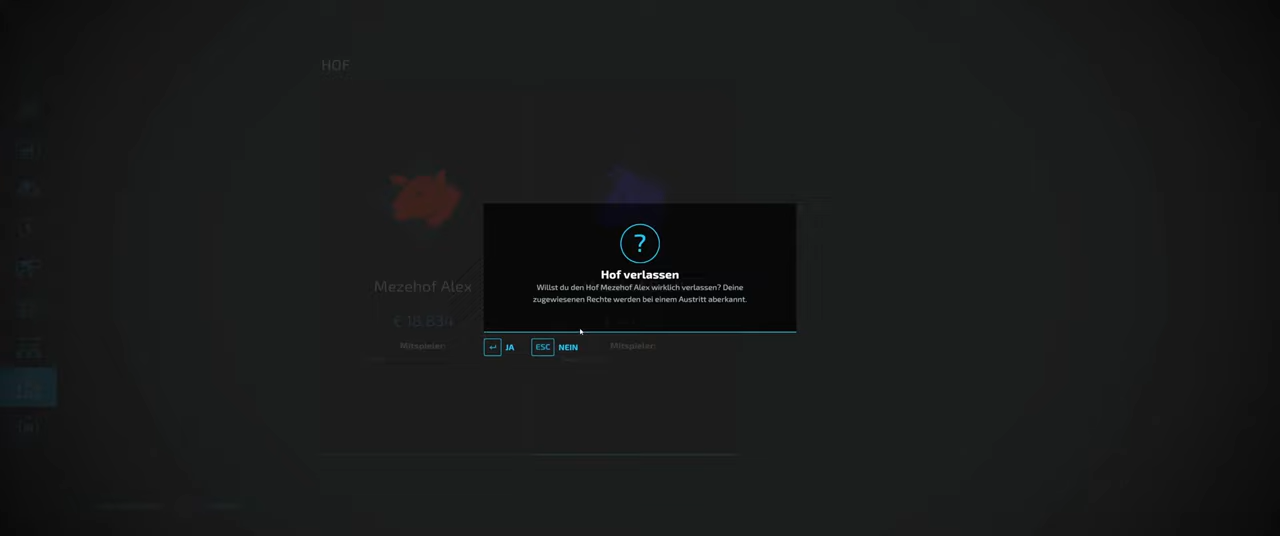 HOF
Mezehof Alex
€ 18.834
Mitspieler:
Mitspieler:
?
Hof verlassen
Willst du den Hof Mezehof Alex wirklich verlassen? Deine
zugewiesenen Rechte werden bei einem Austritt aberkannt.
JA
ESC NEIN